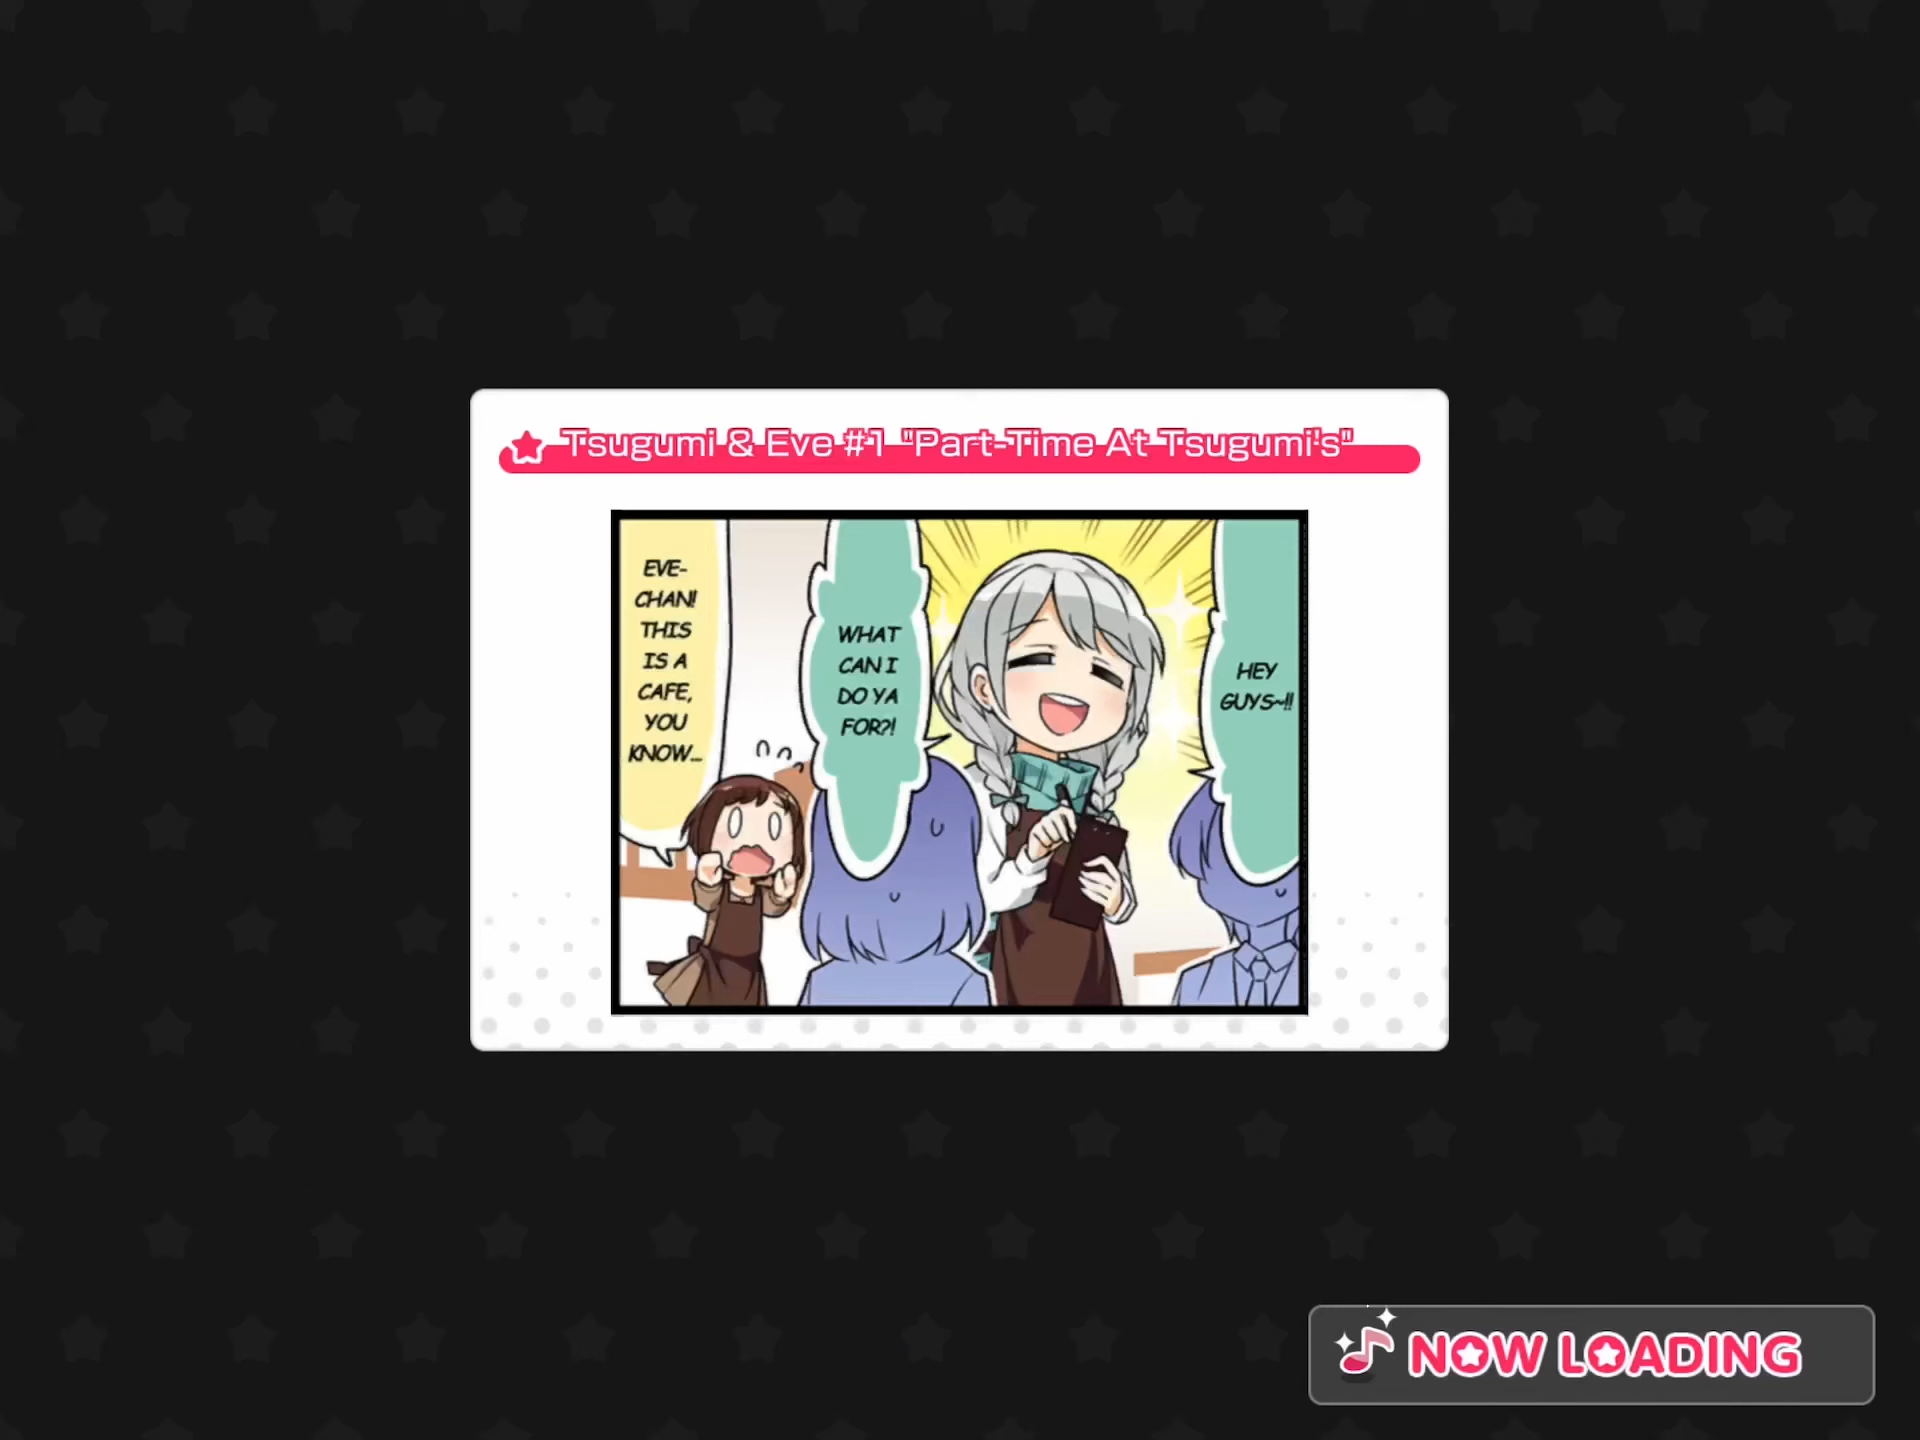 Tsugumi & Eve #1 "Part-Time At Tsugumi's"
HEY
GUYS~!!
WHAT
CAN I
DO YA
FOR?!
EVE-
CHAN!
THIS
IS A
CAFE,
YOU
KNOW...
NOW LOADING